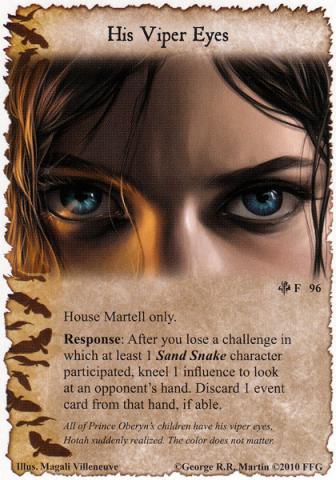 His Viper Eyes
F 96
House Martell only.
Response: After you lose a challenge in
which at least 1 Sand Snake character
participated, kneel 1 influence to look
at an opponent's hand. Discard 1 event
card from that hand, if able.
All of Prince Oberyn's children have his viper eyes,
Hotah suddenly realized. The color does not matter.
Illus. Magali Villeneuve ©George R.R. Martin ©2010 FFG